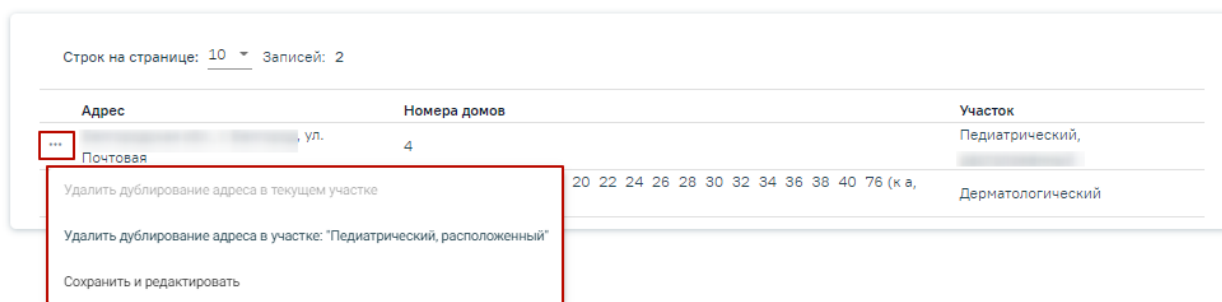 Строк на странице: 10 Записей: 2
Адрес Номера домов Участок
, ул. Почтовая 4 Педиатрический,
20 22 24 26 28 30 32 34 36 38 40 76 (к а, Дерматологический
Удалить дублирование адреса в текущем участке
Удалить дублирование адреса в участке: "Педиатрический, расположенный"
Сохранить и редактировать